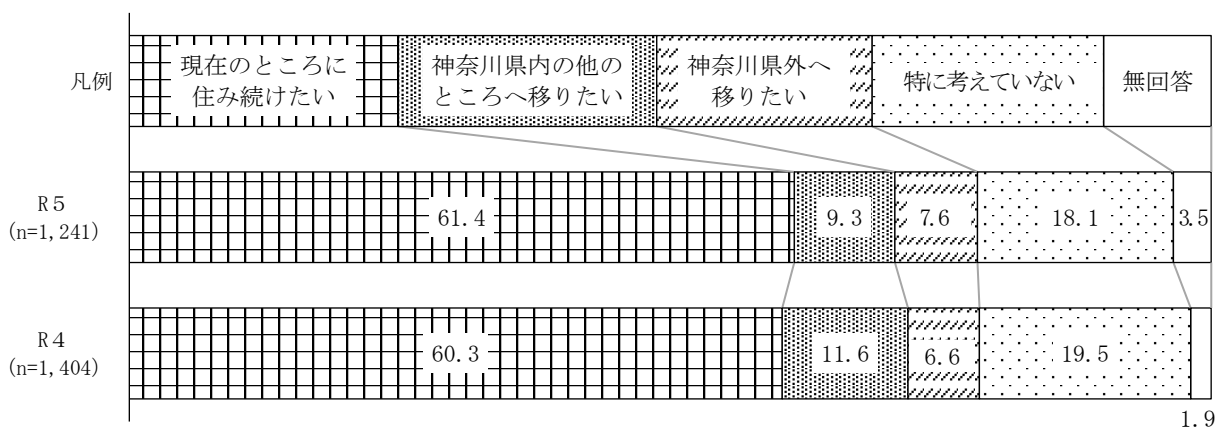 凡例
現在のところに
住み続けたい
神奈川県内の他の
ところへ移りたい
神奈川県外へ
移りたい
特に考えていない
無回答
R５
(n=1,241)
61.4
9.3
7.6
18.1
3.5
R４
(n=1,404)
60.3
11.6
6.6
19.5
1.9